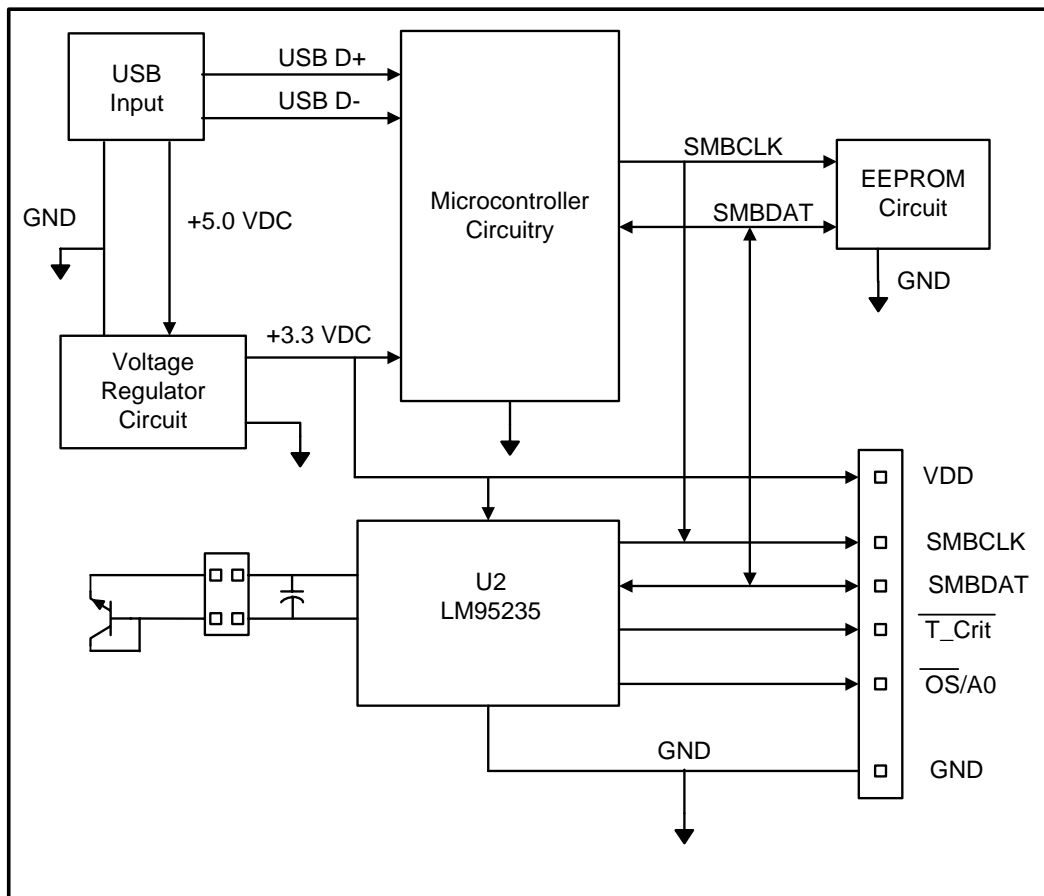 USB
Input
USB D+
USB D-
Microcontroller
Circuitry
SMBCLK
SMBDAT
EEPROM
Circuit
GND
GND
+5.0 VDC
+3.3 VDC
Voltage
Regulator
Circuit
U2
LM95235
VDD
SMBCLK
SMBDAT
T_Crit
OS/A0
GND
GND